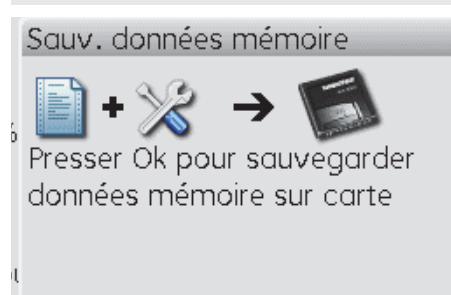 Sauv. données mémoire
Presser Ok pour sauvegarder
données mémoire sur carte